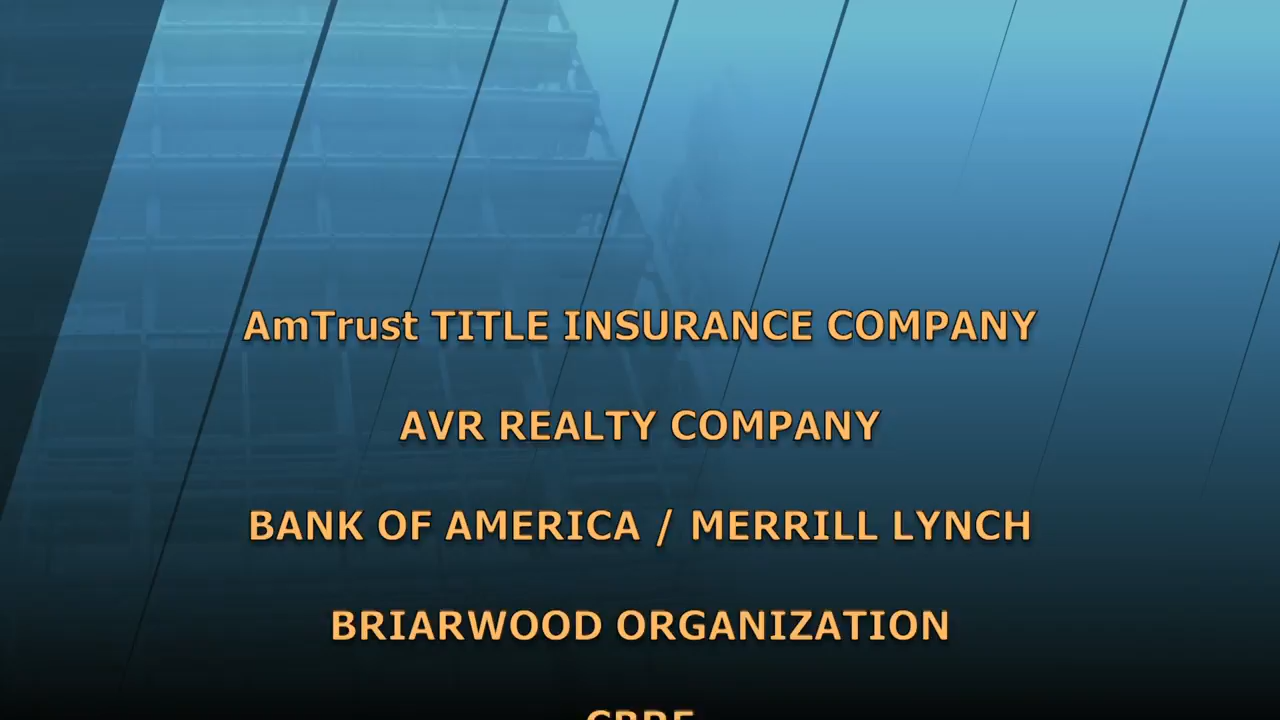 AmTrust TITLE INSURANCE COMPANY
AVR REALTY COMPANY
BANK OF AMERICA / MERRILL LYNCH
BRIARWOOD ORGANIZATION